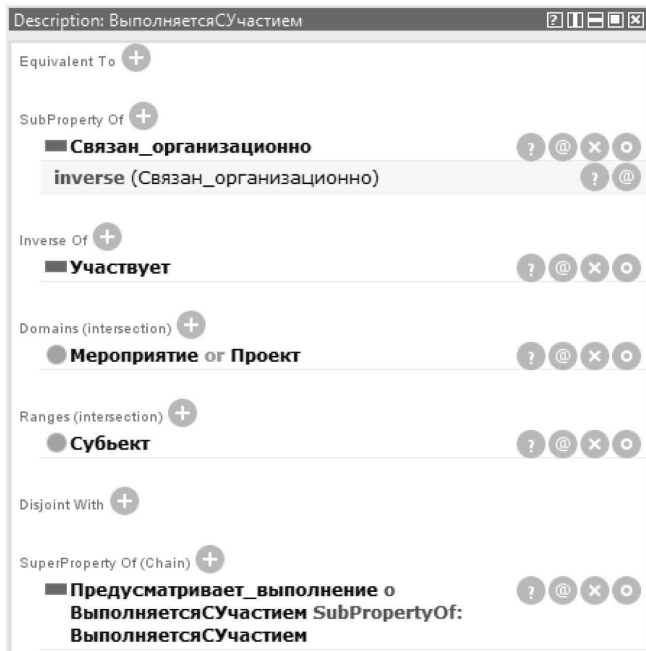 Description: ВыполняетсяСУчастием
Equivalent To
SubProperty Of
Связан_организационно
inverse (Связан_организационно)
Inverse Of
Участвует
Domains (intersection)
Мероприятие or Проект
Ranges (intersection)
Субьект
Disjoint With
SuperProperty Of (Chain)
Предусматривает_выполнение o
ВыполняетсяСУчастием SubPropertyOf:
ВыполняетсяСУчастием